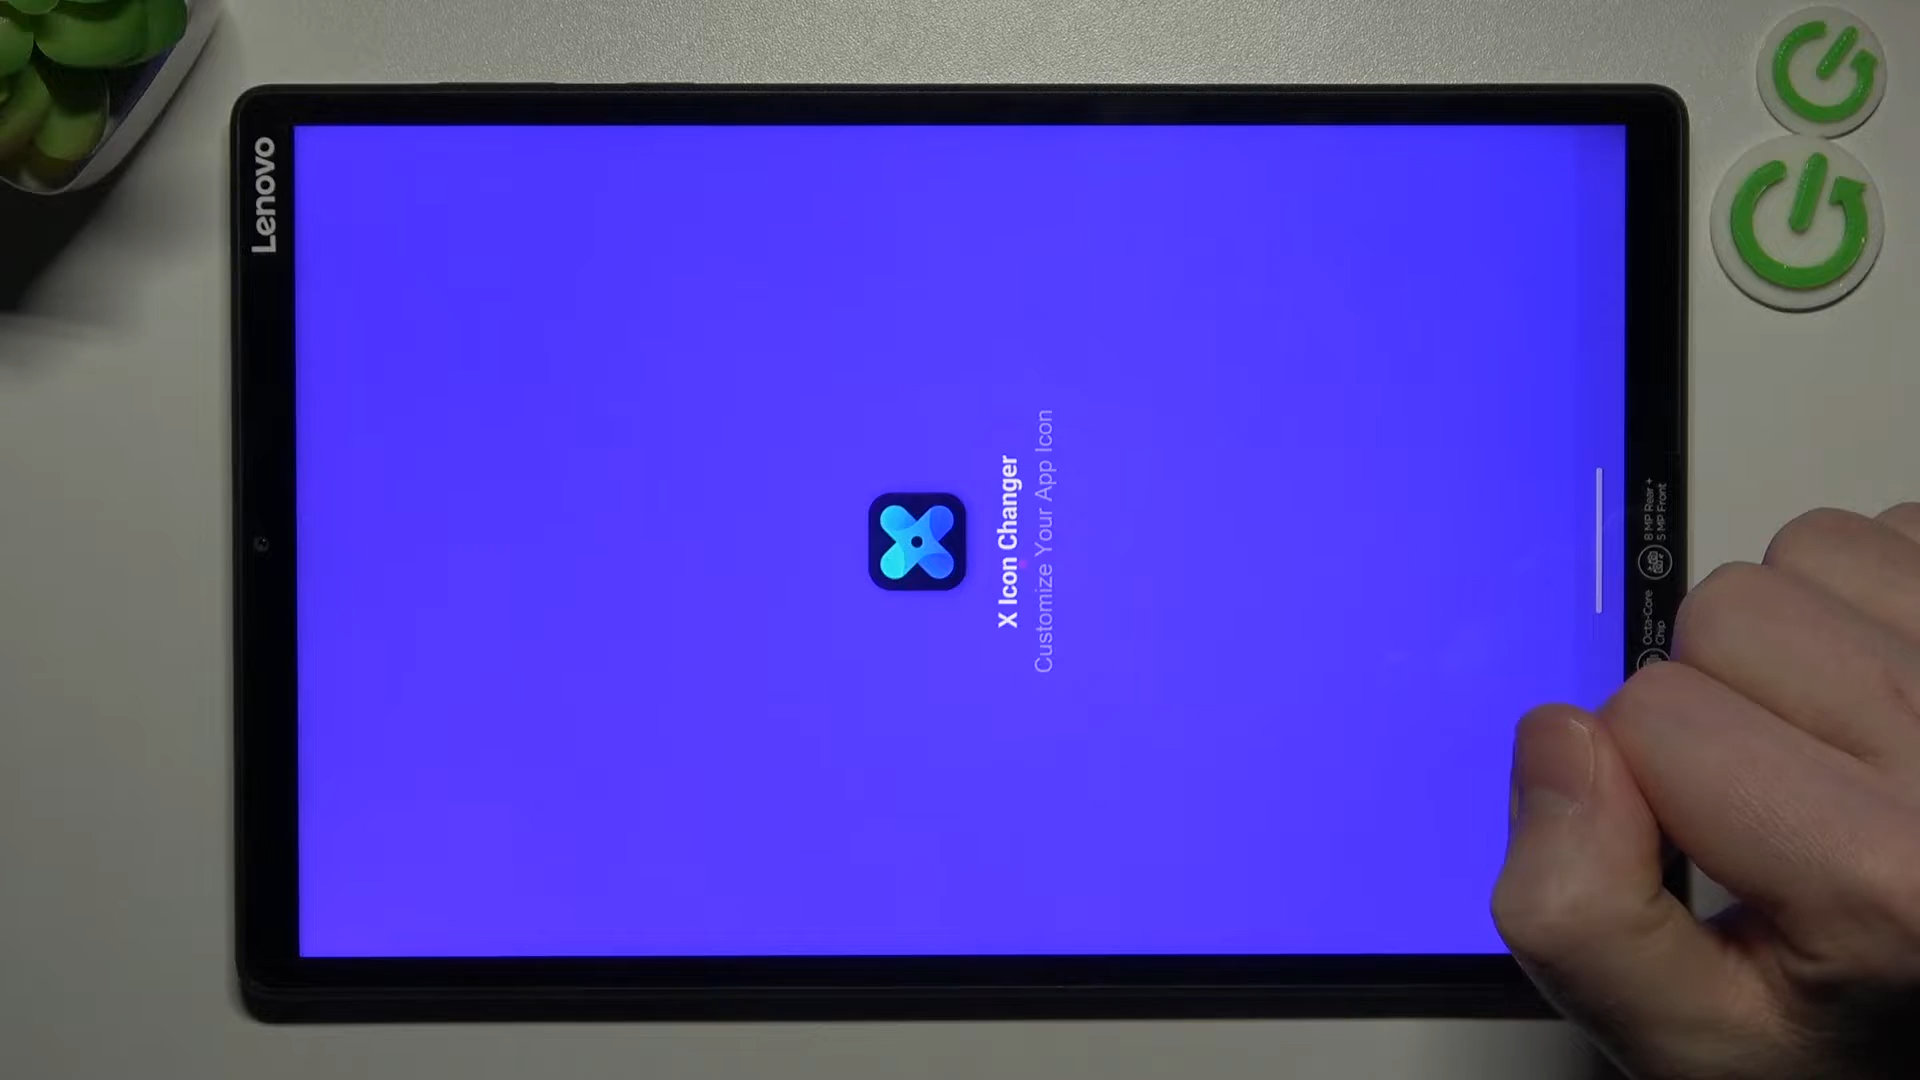 Lenovo
X Icon Changer
Customize Your App Icon
8 MP Rear +
5 MP Front
Octa-Core
Chip